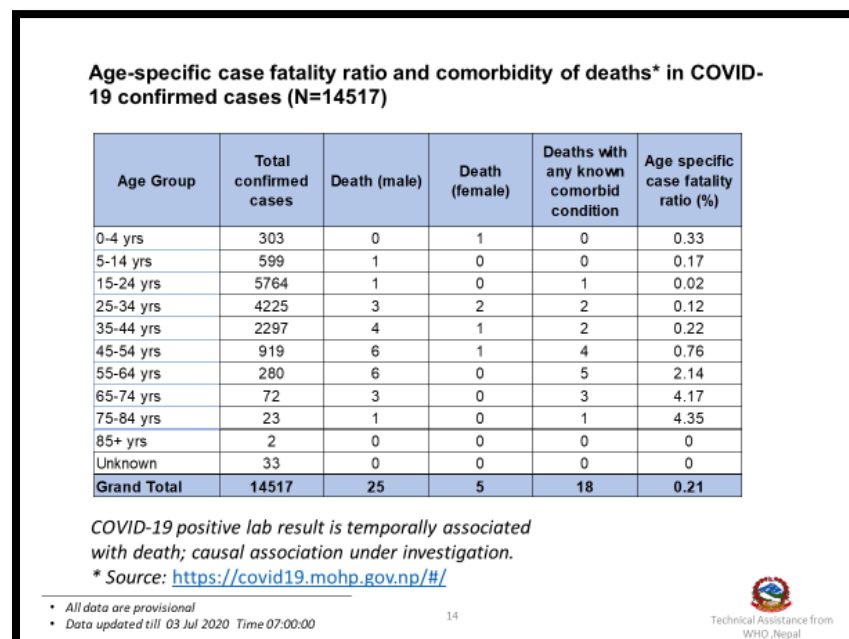 Age-specific case fatality ratio and comorbidity of deaths* in COVID-
19 confirmed cases (N=14517)
Age Group | Total confirmed cases | Death (male) | Death (female) | Deaths with any known comorbid condition | Age specific case fatality ratio (%)
0-4 yrs | 303 | 0 | 1 | 0 | 0.33
5-14 yrs | 599 | 1 | 0 | 0 | 0.17
15-24 yrs | 5764 | 1 | 0 | 1 | 0.02
25-34 yrs | 4225 | 3 | 2 | 2 | 0.12
35-44 yrs | 2297 | 4 | 1 | 2 | 0.22
45-54 yrs | 919 | 6 | 1 | 4 | 0.76
55-64 yrs | 280 | 6 | 0 | 5 | 2.14
65-74 yrs | 72 | 3 | 0 | 3 | 4.17
75-84 yrs | 23 | 1 | 0 | 1 | 4.35
85+ yrs | 2 | 0 | 0 | 0 | 0
Unknown | 33 | 0 | 0 | 0 | 0
Grand Total | 14517 | 25 | 5 | 18 | 0.21
COVID-19 positive lab result is temporally associated
with death; causal association under investigation.
* Source: https://covid19.mohp.gov.np/#/
• All data are provisional
• Data updated till 03 Jul 2020 Time 07:00:00
14
Technical Assistance from
WHO ,Nepal